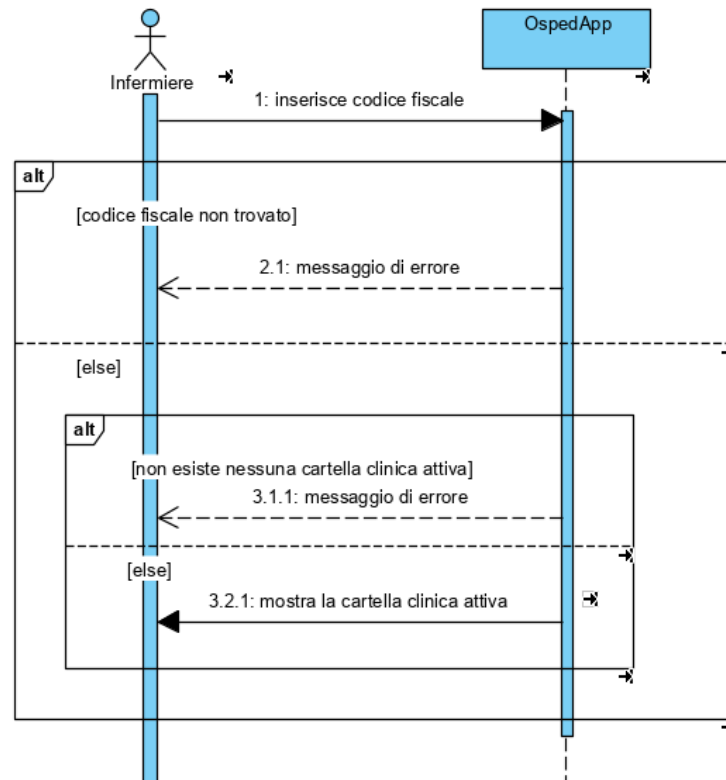 OspedApp
Infermiere
1: inserisce codice fiscale
alt
[codice fiscale non trovato]
2.1: messaggio di errore
[else]
alt
[non esiste nessuna cartella clinica attiva]
3.1.1: messaggio di errore
[else]
3.2.1: mostra la cartella clinica attiva